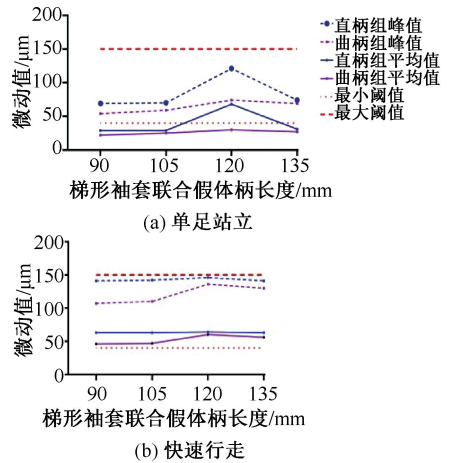 200
150
100
50
0
微动值/μm
90 105 120 135
梯形袖套联合假体柄长度/mm
(a) 单足站立
直柄组峰值
曲柄组峰值
直柄组平均值
曲柄组平均值
最小阈值
最大阈值
200
150
100
50
0
微动值/μm
90 105 120 135
梯形袖套联合假体柄长度/mm
(b) 快速行走